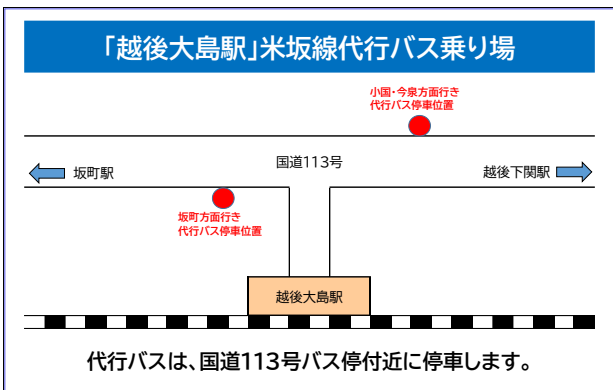 「越後大島駅」米坂線代行バス乗り場
小国・今泉方面行き
代行バス停車位置
国道113号
坂町駅
越後下関駅
坂町方面行き
代行バス停車位置
越後大島駅
代行バスは、国道113号バス停付近に停車します。